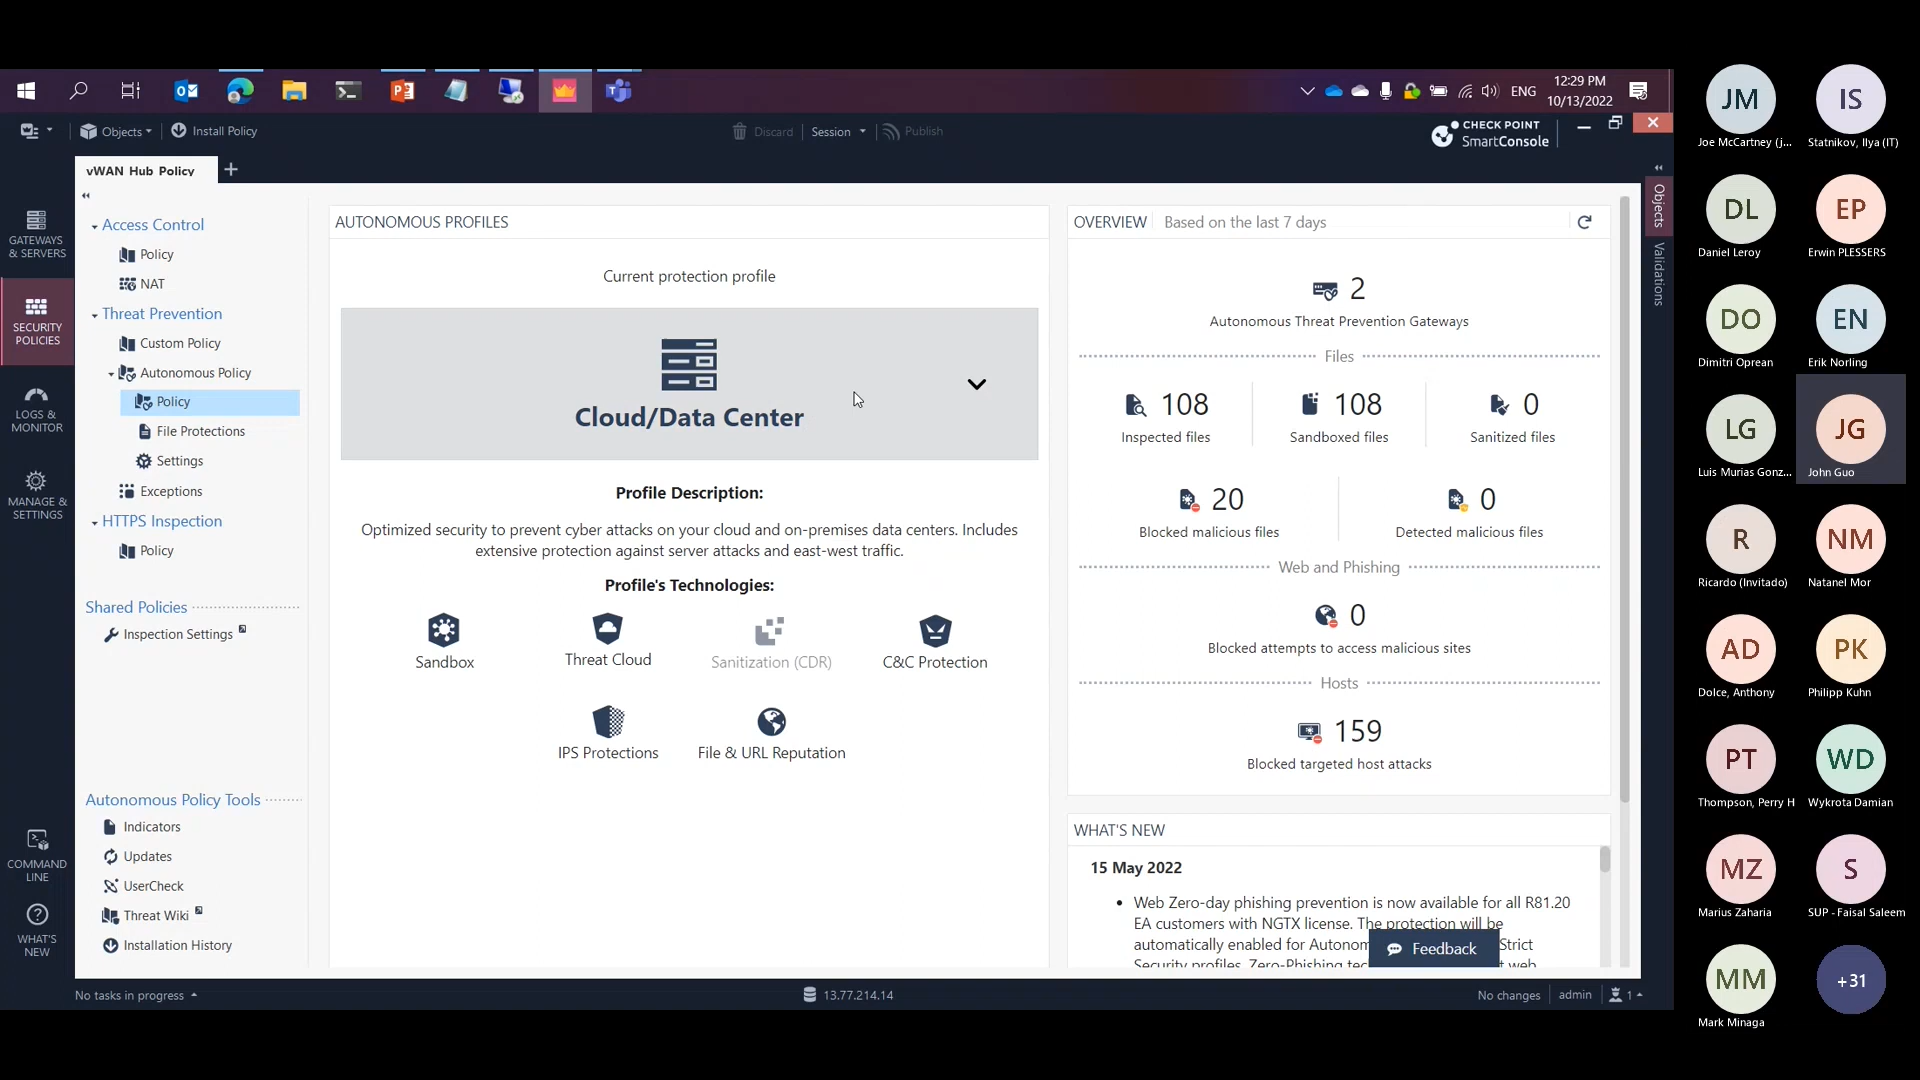 12:29 PM
ENG
10/13/2022
Objects
Install Policy
Discard
Session
Publish
CHECK POINT
SmartConsole
vWAN Hub Policy
GATEWAYS
& SERVERS
SECURITY
POLICIES
LOGS &
MONITOR
MANAGE &
SETTINGS
COMMAND
LINE
WHAT'S
NEW
Access Control
Policy
NAT
Threat Prevention
Custom Policy
Autonomous Policy
Policy
File Protections
Settings
Exceptions
HTTPS Inspection
Policy
Shared Policies
Inspection Settings
Autonomous Policy Tools
Indicators
Updates
UserCheck
Threat Wiki
Installation History
AUTONOMOUS PROFILES
Current protection profile
Cloud/Data Center
Profile Description:
Optimized security to prevent cyber attacks on your cloud and on-premises data centers. Includes
extensive protection against server attacks and east-west traffic.
Profile's Technologies:
Sandbox
Threat Cloud
Sanitization (CDR)
C&C Protection
IPS Protections
File & URL Reputation
OVERVIEW
Based on the last 7 days
2
Autonomous Threat Prevention Gateways
Files
108
Inspected files
108
Sandboxed files
0
Sanitized files
20
Blocked malicious files
0
Detected malicious files
Web and Phishing
0
Blocked attempts to access malicious sites
Hosts
159
Blocked targeted host attacks
WHAT'S NEW
15 May 2022
• Web Zero-day phishing prevention is now available for all R81.20
EA customers with NGTX license. The protection will be
automatically enabled for Autonom
Strict
Security profiles. Zero-Phishing tec
t web
Feedback
Objects
Validations
No tasks in progress
13.77.214.14
No changes
admin
1
JM
Joe McCartney (j...
IS
Statnikov, Ilya (IT)
DL
Daniel Leroy
EP
Erwin PLESSERS
DO
Dimitri Oprean
EN
Erik Norling
LG
Luis Murias Gonz...
JG
John Guo
R
Ricardo (Invitado)
NM
Natanel Mor
AD
Dolce, Anthony
PK
Philipp Kuhn
PT
Thompson, Perry H
WD
Wykrota Damian
MZ
Marius Zaharia
S
SUP - Faisal Saleem
MM
Mark Minaga
+31